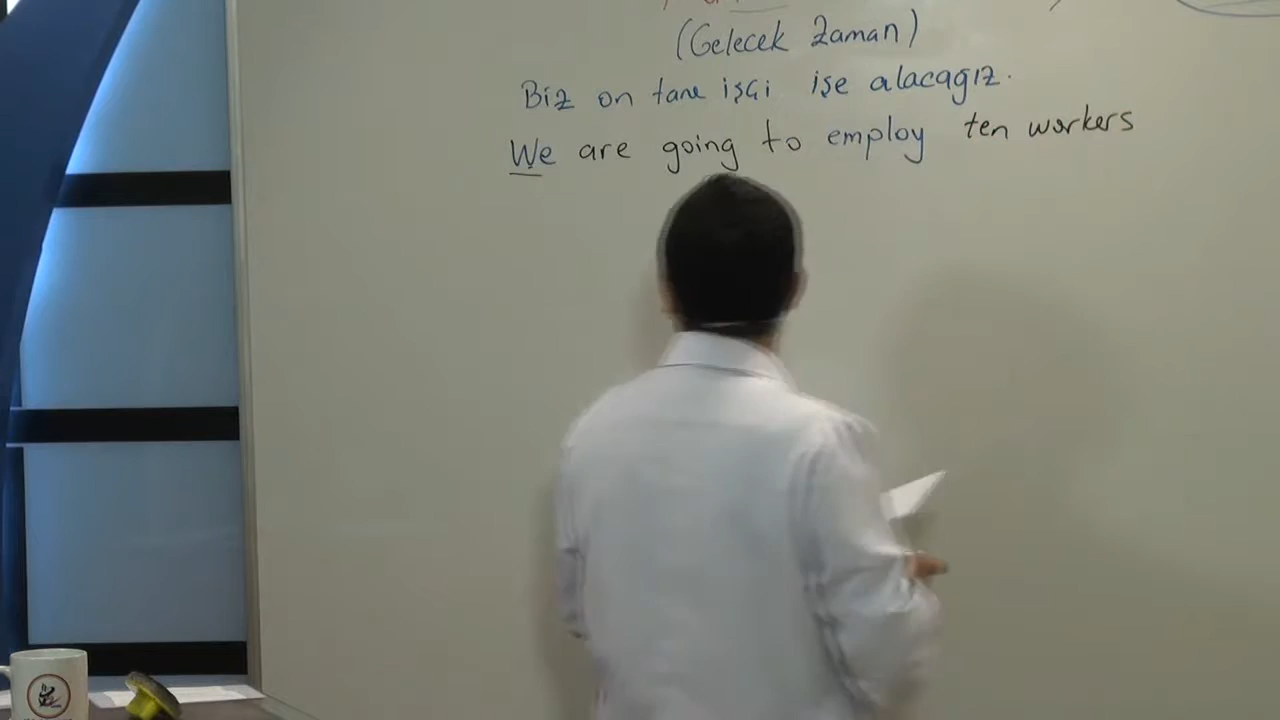 (Gelecek Zaman)
Biz on tane işçi işe alacağız.
We are going to employ ten workers